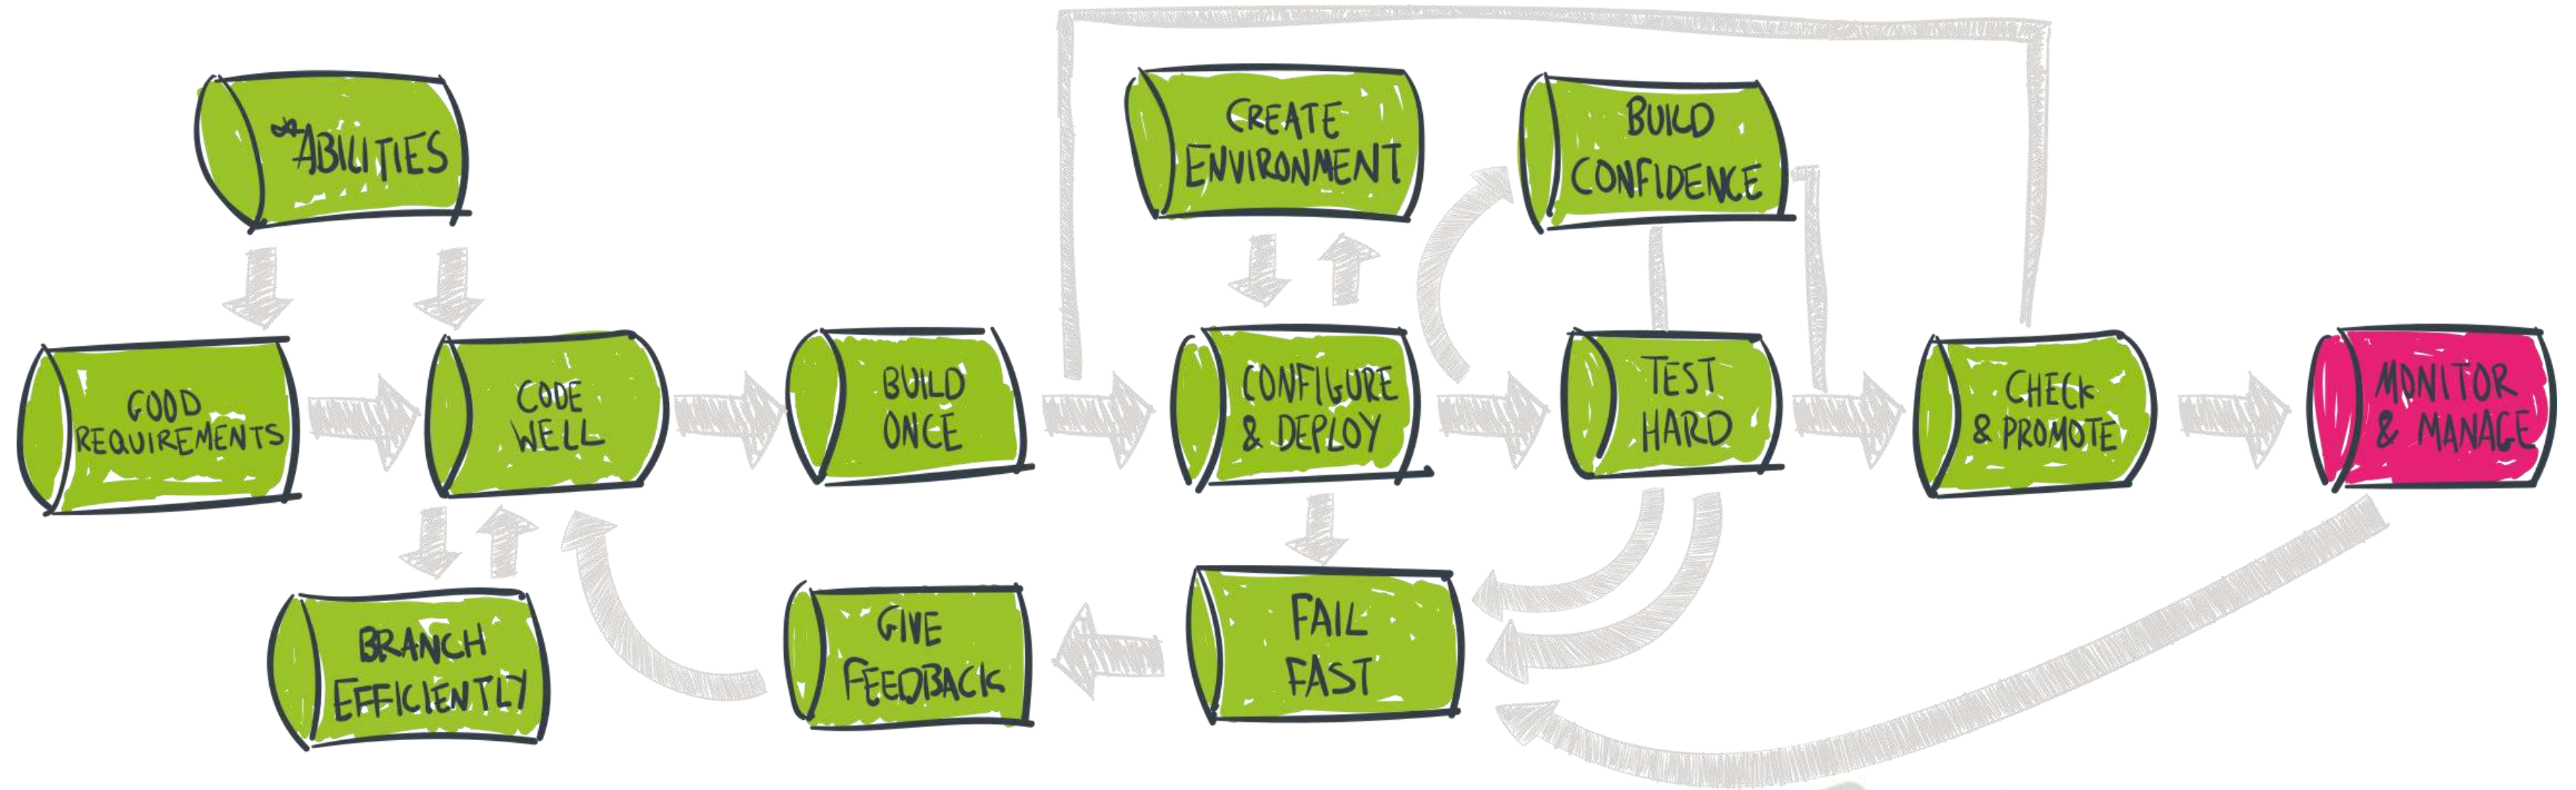 *ABILITIES
CREATE
ENVIRONMENT
BUILD
CONFIDENCE
GOOD
REQUIREMENTS
CODE
WELL
BUILD
ONCE
CONFIGURE
& DEPLOY
TEST
HARD
CHECK
& PROMOTE
MONITOR
& MANAGE
BRANCH
EFFICIENTLY
GIVE
FEEDBACK
FAIL
FAST